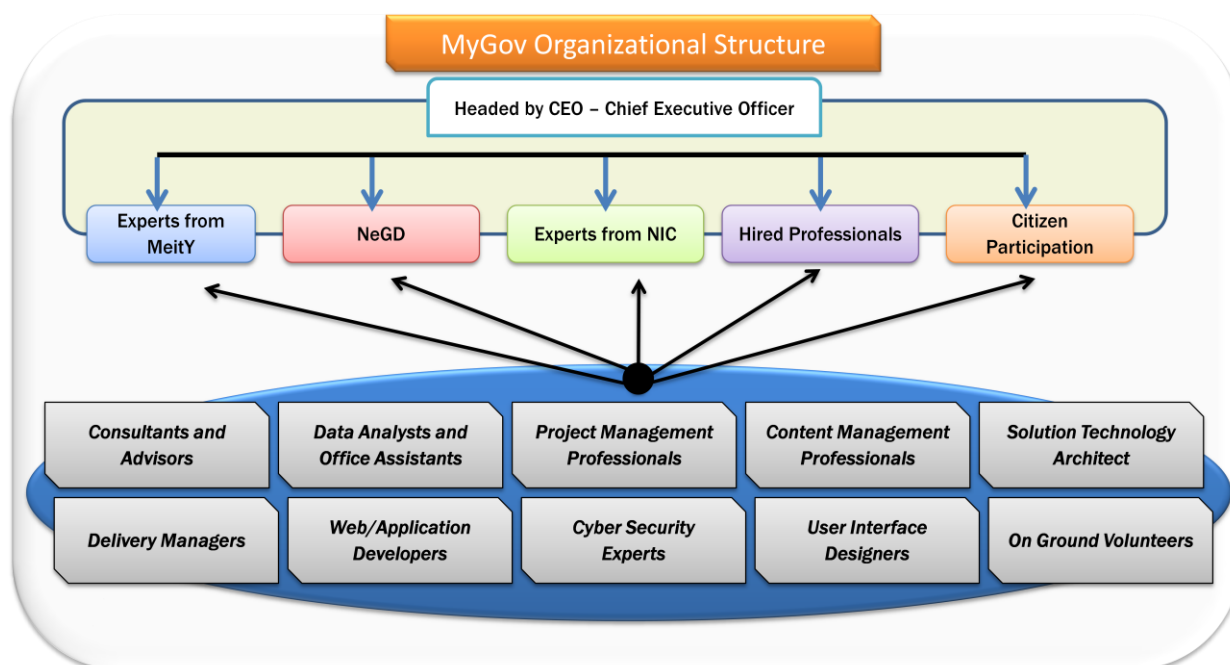 MyGov Organizational Structure
Headed by CEO – Chief Executive Officer
Experts from
MeitY
NeGD
Experts from NIC
Hired Professionals
Citizen
Participation
Consultants and
Advisors
Data Analysts and
Office Assistants
Project Management
Professionals
Content Management
Professionals
Solution Technology
Architect
Delivery Managers
Web/Application
Developers
Cyber Security
Experts
User Interface
Designers
On Ground Volunteers